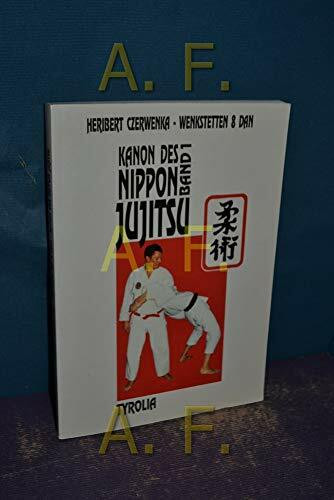 A. F.
HERIBERT CZERWENKA - WENKSTETTEN 8 DAN
KANON DES
NIPPON
BAND 1
JUJITSU
柔術
A. F.
TYROLIA
A. F.